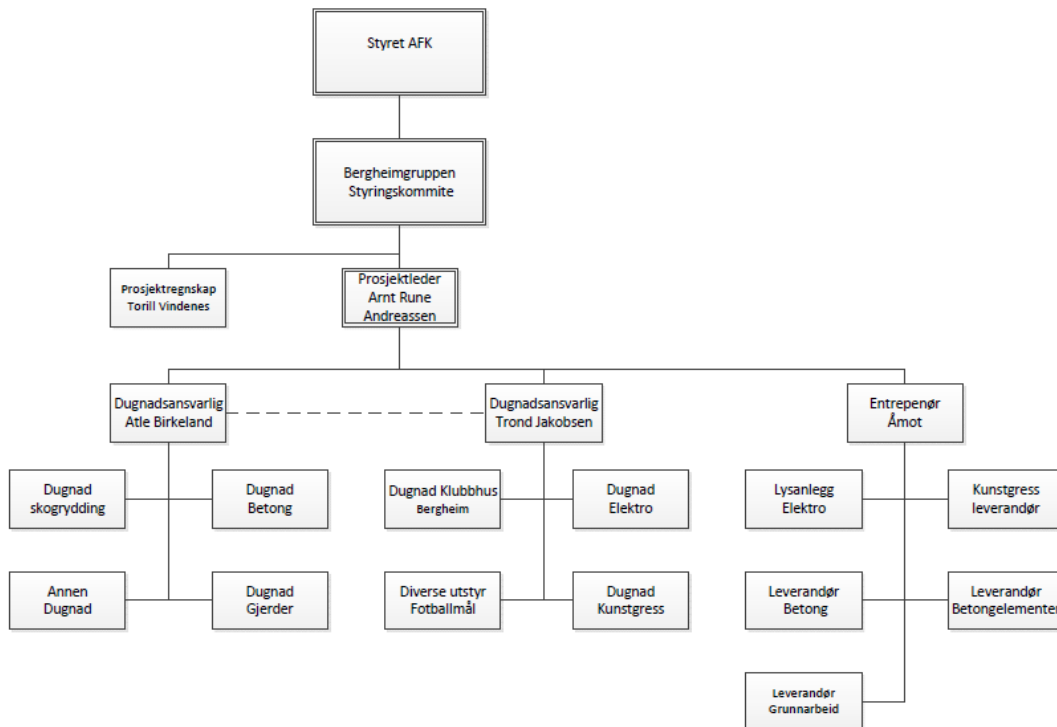 Styret AFK
Bergheimgruppen
Styringskommite
Prosjektregnskap
Torill Vindenes
Prosjektleder
Arnt Rune
Andreassen
Dugnadsansvarlig
Atle Birkeland
Dugnadsansvarlig
Trond Jakobsen
Entrepenør
Åmot
Dugnad
skogrydding
Dugnad
Betong
Dugnad Klubbhus
Bergheim
Dugnad
Elektro
Lysanlegg
Elektro
Kunstgress
leverandør
Annen
Dugnad
Dugnad
Gjerder
Diverse utstyr
Fotballmål
Dugnad
Kunstgress
Leverandør
Betong
Leverandør
Betongelementer
Leverandør
Grunnarbeid